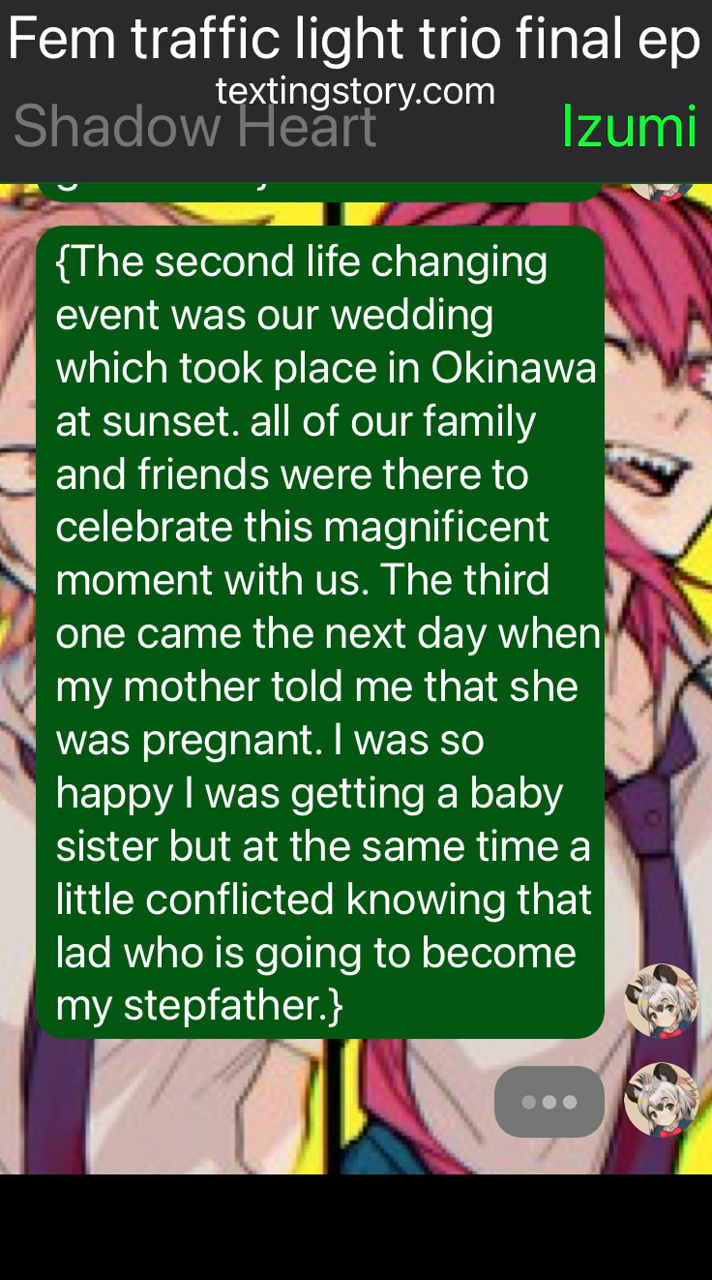 Fem traffic light trio final ep
textingstory.com
Shadow Heart
Izumi
{The second life changing
event was our wedding
which took place in Okinawa
at sunset. all of our family
and friends were there to
celebrate this magnificent
moment with us. The third
one came the next day when
my mother told me that she
was pregnant. I was so
happy I was getting a baby
sister but at the same time a
little conflicted knowing that
lad who is going to become
my stepfather.}